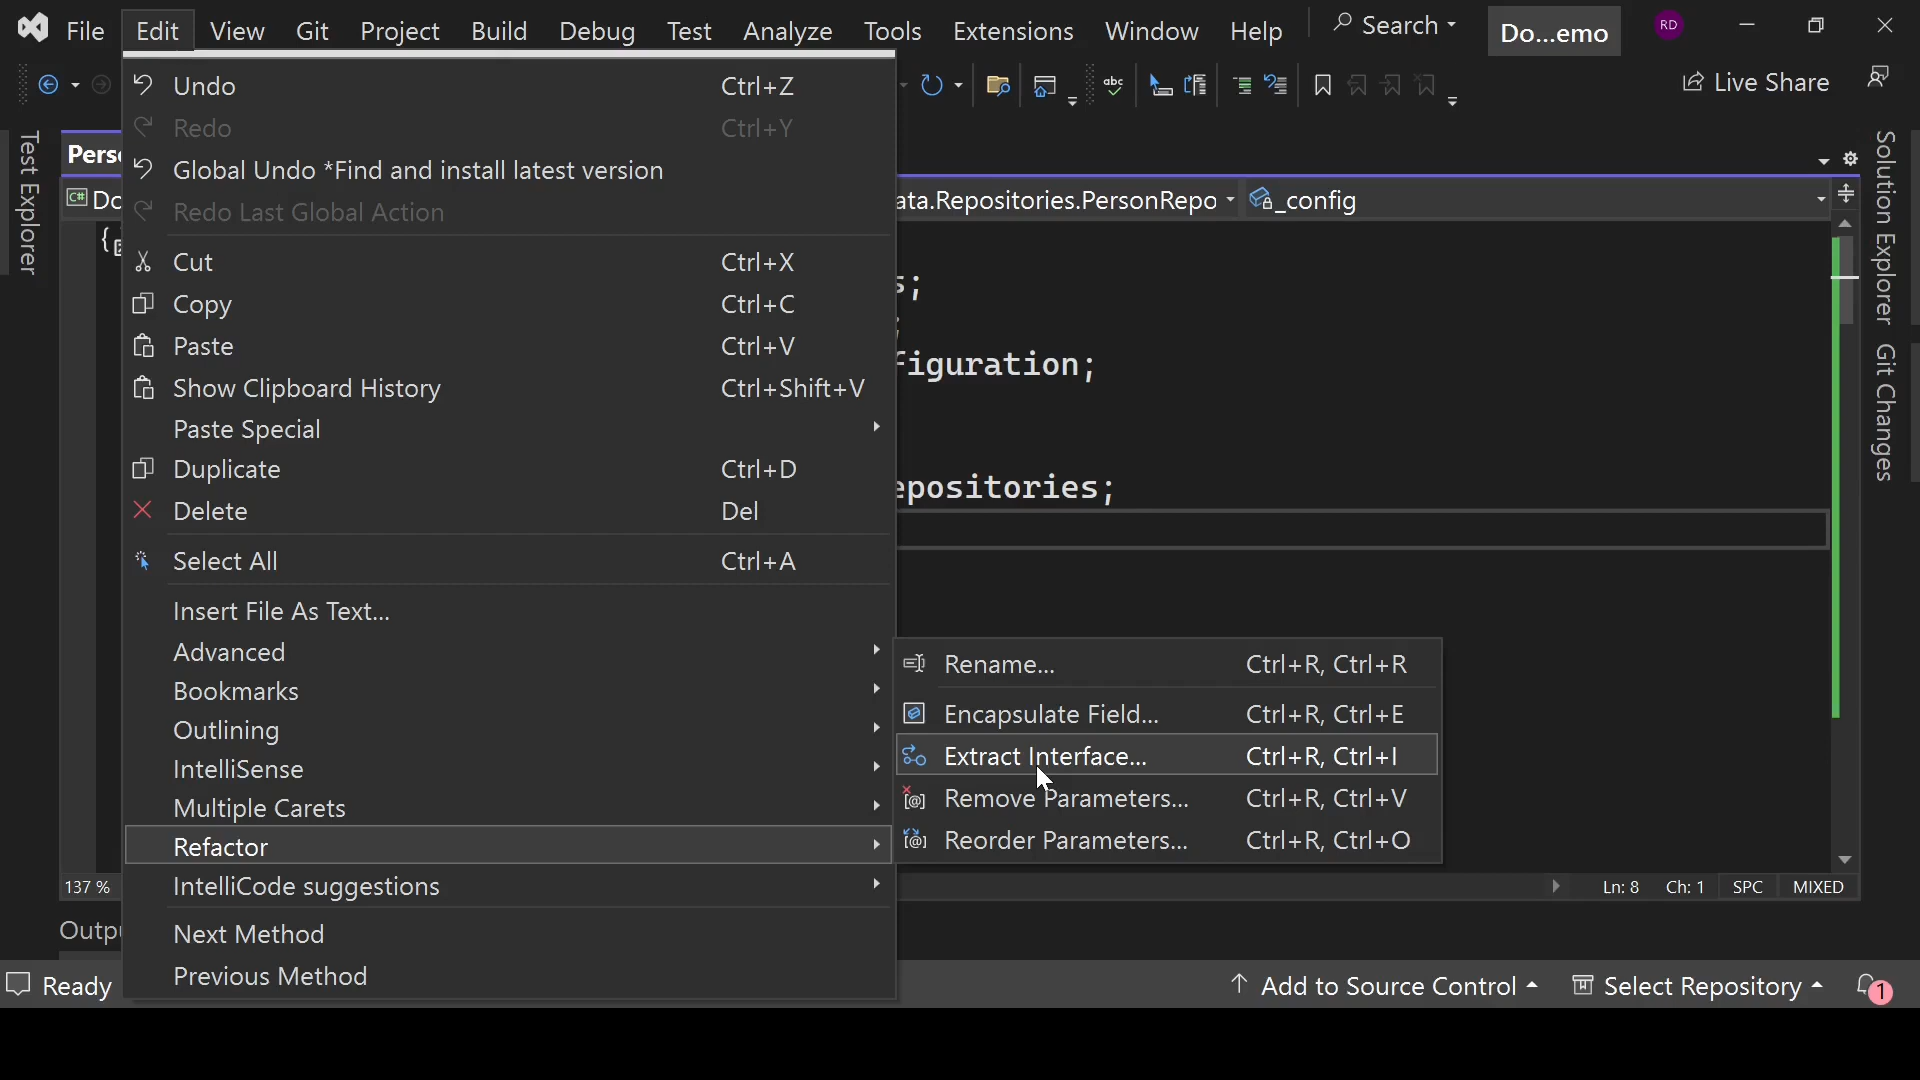 File Edit View Git Project Build Debug Test Analyze Tools Extensions Window Help Search Do...emo RD
Live Share
Undo Ctrl+Z
Redo Ctrl+Y
Global Undo *Find and install latest version
Redo Last Global Action
Cut Ctrl+X
Copy Ctrl+C
Paste Ctrl+V
Show Clipboard History Ctrl+Shift+V
Paste Special
Duplicate Ctrl+D
Delete Del
Select All Ctrl+A
Insert File As Text...
Advanced
Bookmarks
Outlining
IntelliSense
Multiple Carets
Refactor
IntelliCode suggestions
Next Method
Previous Method
Rename... Ctrl+R, Ctrl+R
Encapsulate Field... Ctrl+R, Ctrl+E
Extract Interface... Ctrl+R, Ctrl+I
Remove Parameters... Ctrl+R, Ctrl+V
Reorder Parameters... Ctrl+R, Ctrl+O
Test Explorer
Perso
C# Do
ata.Repositories.PersonRepo _config
{
s;
;
figuration;
epositories;
Solution Explorer
Git Changes
137 % Ln: 8 Ch: 1 SPC MIXED
Outpu
Ready Add to Source Control Select Repository 1